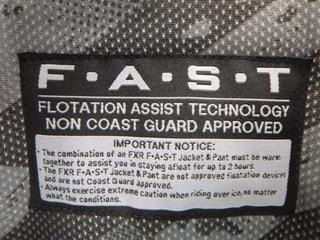 F·A·S·T
FLOTATION ASSIST TECHNOLOGY
NON COAST GUARD APPROVED
IMPORTANT NOTICE:
• The combination of an FXR F·A·S·T Jacket & Pant must be worn
together to assist you in staying afloat for up to 2 hours.
• The FXR F·A·S·T Jacket & Pant are not approved floatation devices
and are not Coast Guard approved.
• Always exercise extreme caution when riding over ice, no matter
what the conditions.